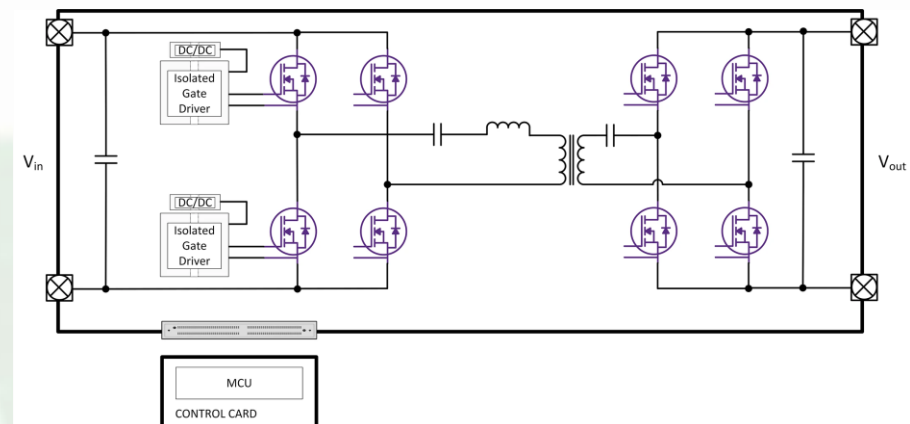 DC/DC
Isolated
Gate
Driver
Vin
Vout
DC/DC
Isolated
Gate
Driver
MCU
CONTROL CARD